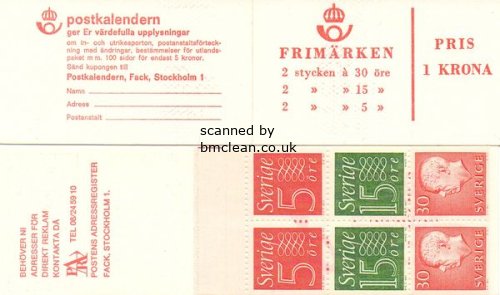 postkalendern
ger Er värdefulla upplysningar
om in- och utrikesporton, postanstaltsförteck-
ning med ändringar, bestämmelser för utlands-
paket m.m. 100 sidor för endast 5 kronor.
Sänd kupongen till
Postkalendern, Fack, Stockholm 1
Namn
Adress
Postanstalt
FRIMÄRKEN
2 stycken à 30 öre
2 » » 15 »
2 » » 5 »
PRIS
1 KRONA
scanned by
bmclean.co.uk
BEHÖVER NI
ADRESSER FÖR
DIREKT REKLAM
KONTAKTA DA
PAR
TEL 08/24 59 10
POSTENS ADRESSREGISTER
FACK, STOCKHOLM 1.
Sverige 5 öre
Sverige 15 öre
30 SVERIGE
Sverige 5 öre
Sverige 15 öre
30 SVERIGE